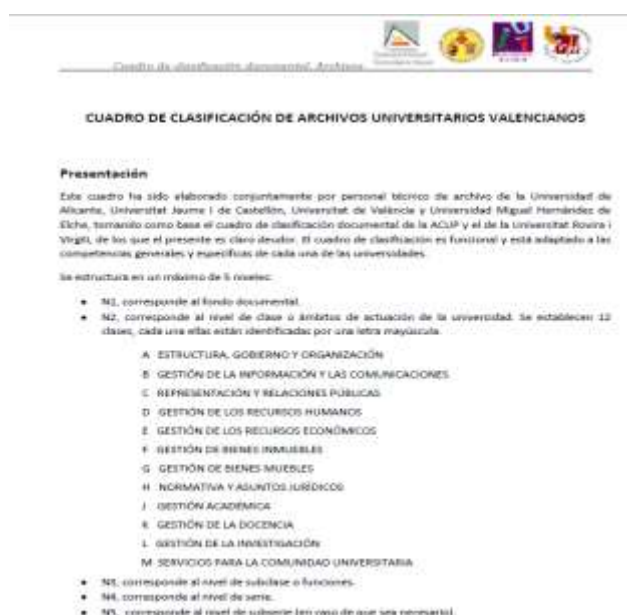 Cuadro de clasificación documental. Archivos
CUADRO DE CLASIFICACIÓN DE ARCHIVOS UNIVERSITARIOS VALENCIANOS
Presentación
Este cuadro ha sido elaborado conjuntamente por personal técnico de archivo de la Universidad de
Alicante, Universitat Jaume I de Castellón, Universitat de València y Universidad Miguel Hernández de
Elche, tomando como base el cuadro de clasificación documental de la ACLIP y el de la Universitat Rovira i
Virgili, de los que el presente es claro deudor. El cuadro de clasificación es funcional y está adaptado a las
competencias generales y específicas de cada una de las universidades.
Se estructura en un máximo de 5 niveles:
• N1, corresponde al fondo documental.
• N2, corresponde al nivel de clase o ámbitos de actuación de la universidad. Se establecen 12
clases, cada una ellas están identificadas por una letra mayúscula.
A ESTRUCTURA, GOBIERNO Y ORGANIZACIÓN
B GESTIÓN DE LA INFORMACIÓN Y LAS COMUNICACIONES
C REPRESENTACIÓN Y RELACIONES PÚBLICAS
D GESTIÓN DE LOS RECURSOS HUMANOS
E GESTIÓN DE LOS RECURSOS ECONÓMICOS
F GESTIÓN DE BIENES INMUEBLES
G GESTIÓN DE BIENES MUEBLES
H NORMATIVA Y ASUNTOS JURÍDICOS
J GESTIÓN ACADÉMICA
K GESTIÓN DE LA DOCENCIA
L GESTIÓN DE LA INVESTIGACIÓN
M SERVICIOS PARA LA COMUNIDAD UNIVERSITARIA
• N3, corresponde al nivel de subclase o funciones.
• N4, corresponde al nivel de serie.
• N5, corresponde al nivel de subserie (en caso de que sea necesario).